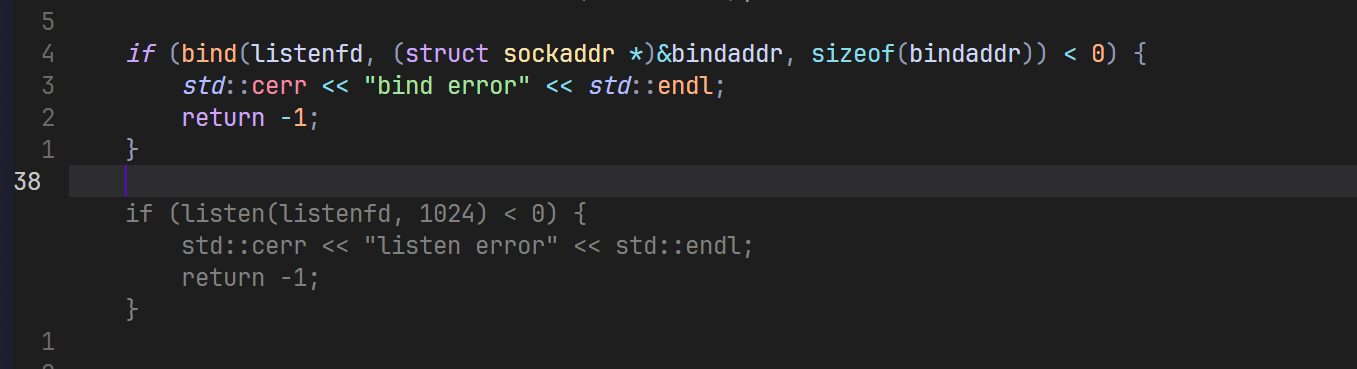 5
4 if (bind(listenfd, (struct sockaddr *)&bindaddr, sizeof(bindaddr)) < 0) {
3 std::cerr << "bind error" << std::endl;
2 return -1;
1 }
38
if (listen(listenfd, 1024) < 0) {
std::cerr << "listen error" << std::endl;
return -1;
}
1